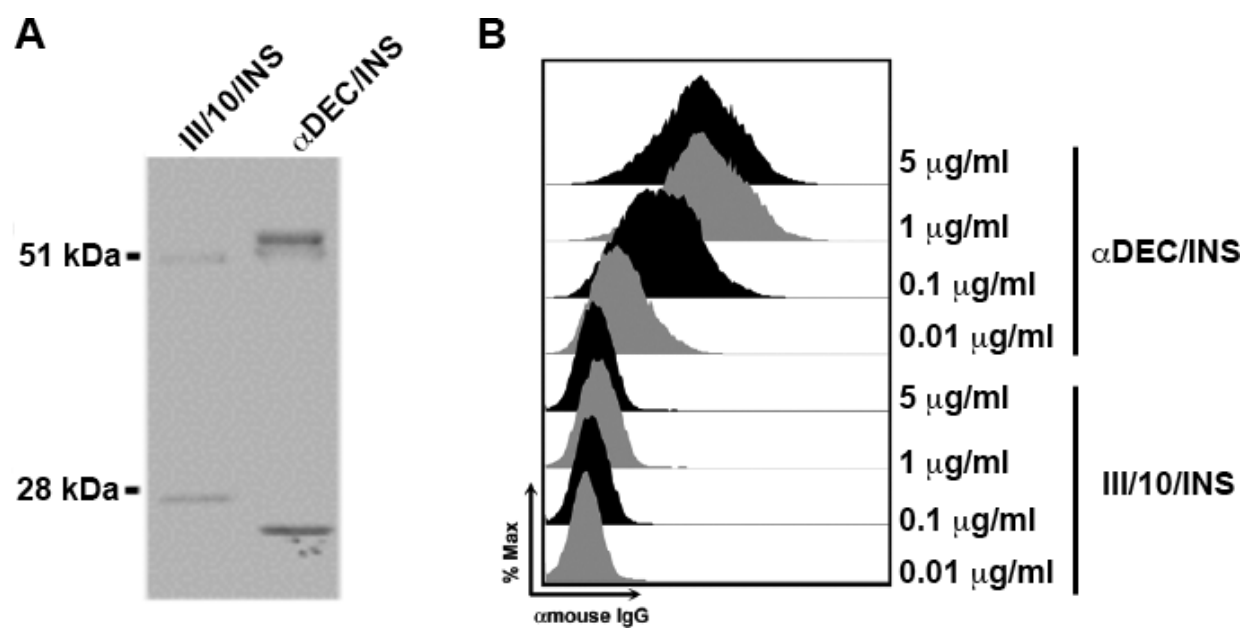 A
III/10/INS
αDEC/INS
51 kDa
28 kDa
B
5 μg/ml
1 μg/ml
0.1 μg/ml
0.01 μg/ml
αDEC/INS
5 μg/ml
1 μg/ml
0.1 μg/ml
0.01 μg/ml
III/10/INS
% Max
αmouse IgG